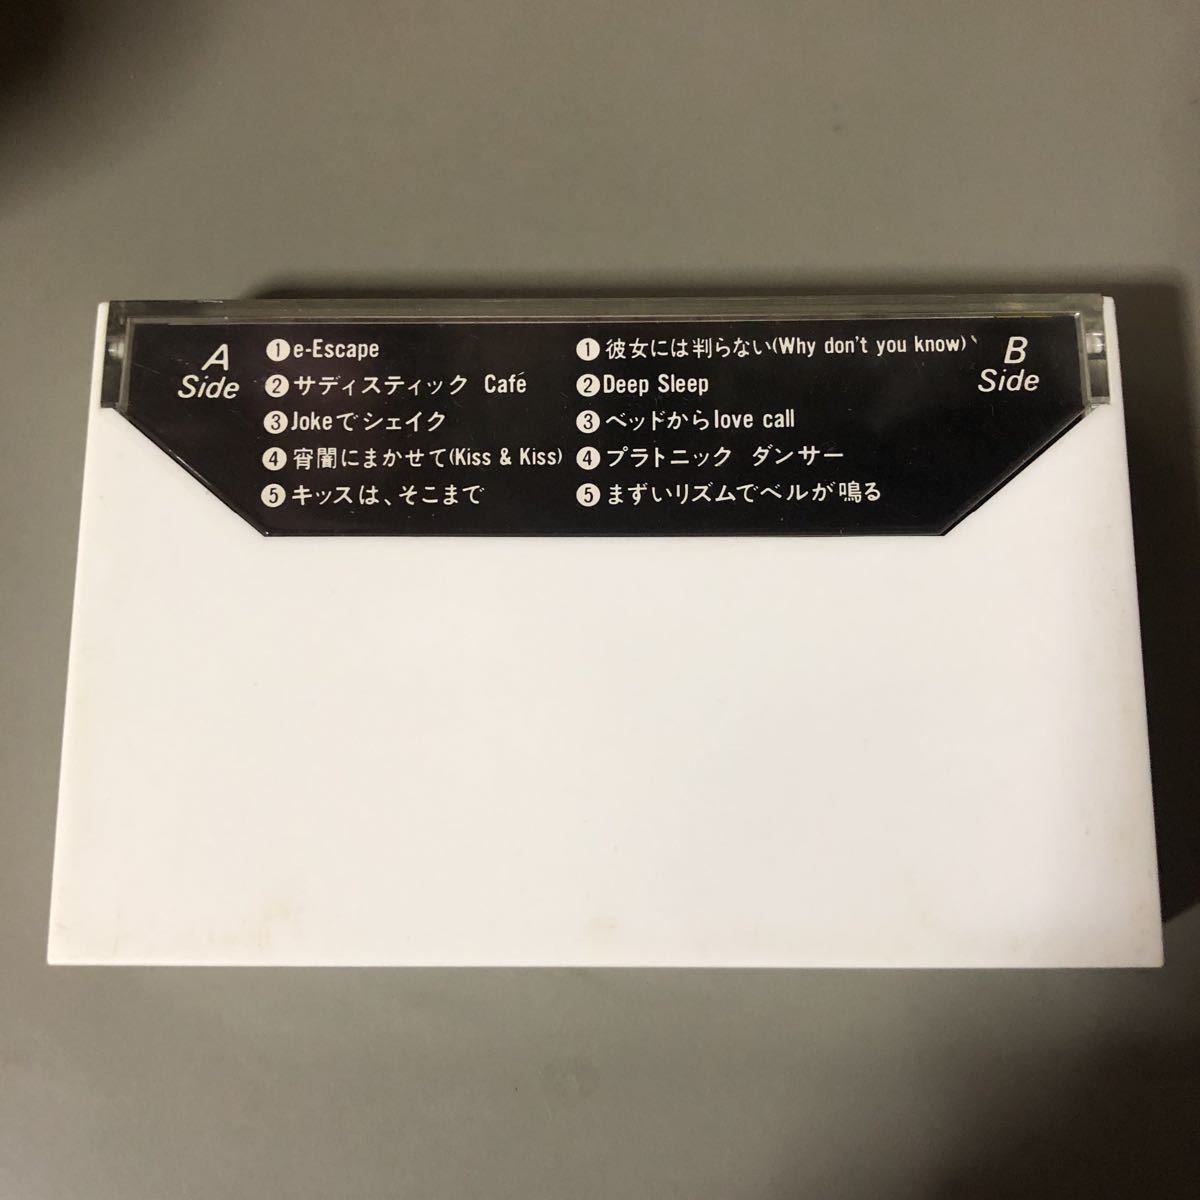 A
Side
❶e-Escape
❷サディスティック Café
❸Jokeでシェイク
❹宵闇にまかせて(Kiss & Kiss)
❺キッスは、そこまで
❶彼女には判らない(Why don't you know)
❷Deep Sleep
❸ベッドからlove call
❹プラトニック ダンサー
❺まずいリズムでベルが鳴る
B
Side